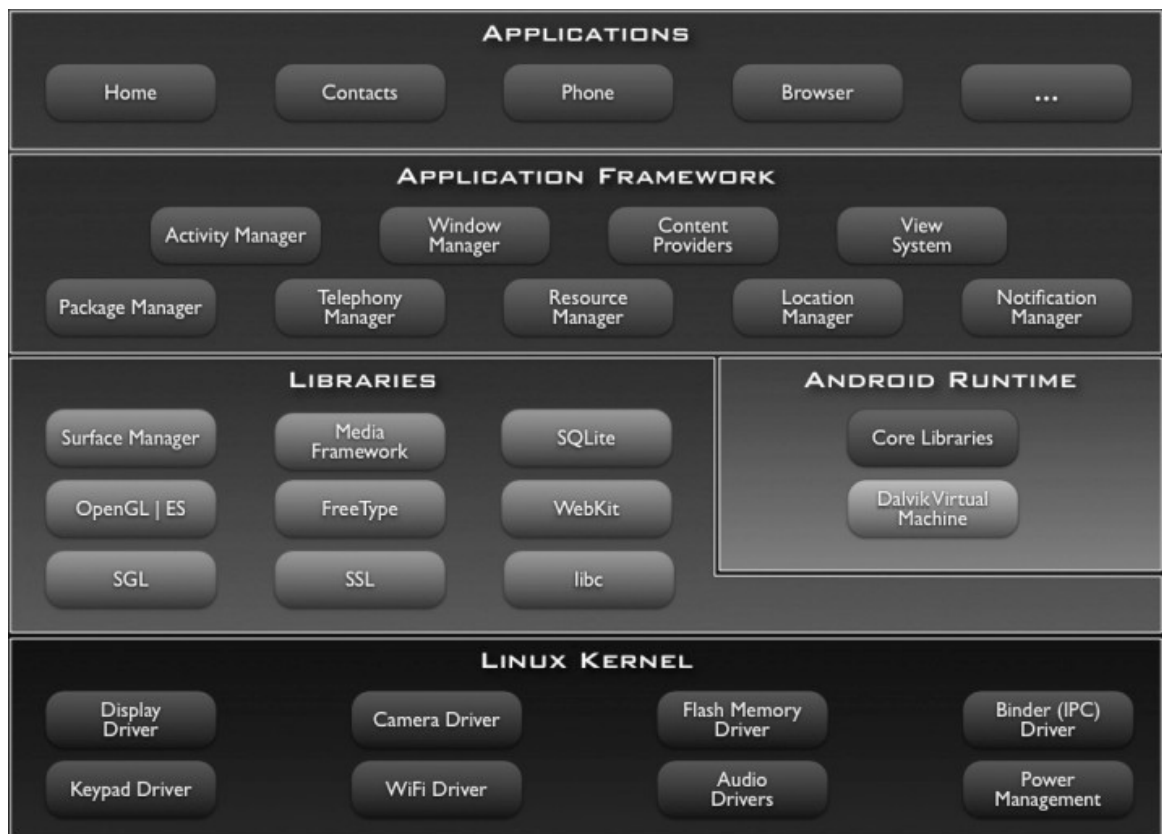 APPLICATIONS
Home
Contacts
Phone
Browser
...
APPLICATION FRAMEWORK
Activity Manager
Window
Manager
Content
Providers
View
System
Package Manager
Telephony
Manager
Resource
Manager
Location
Manager
Notification
Manager
LIBRARIES
Surface Manager
Media
Framework
SQLite
OpenGL | ES
FreeType
WebKit
SGL
SSL
libc
ANDROID RUNTIME
Core Libraries
Dalvik Virtual
Machine
LINUX KERNEL
Display
Driver
Camera Driver
Flash Memory
Driver
Binder (IPC)
Driver
Keypad Driver
WiFi Driver
Audio
Drivers
Power
Management